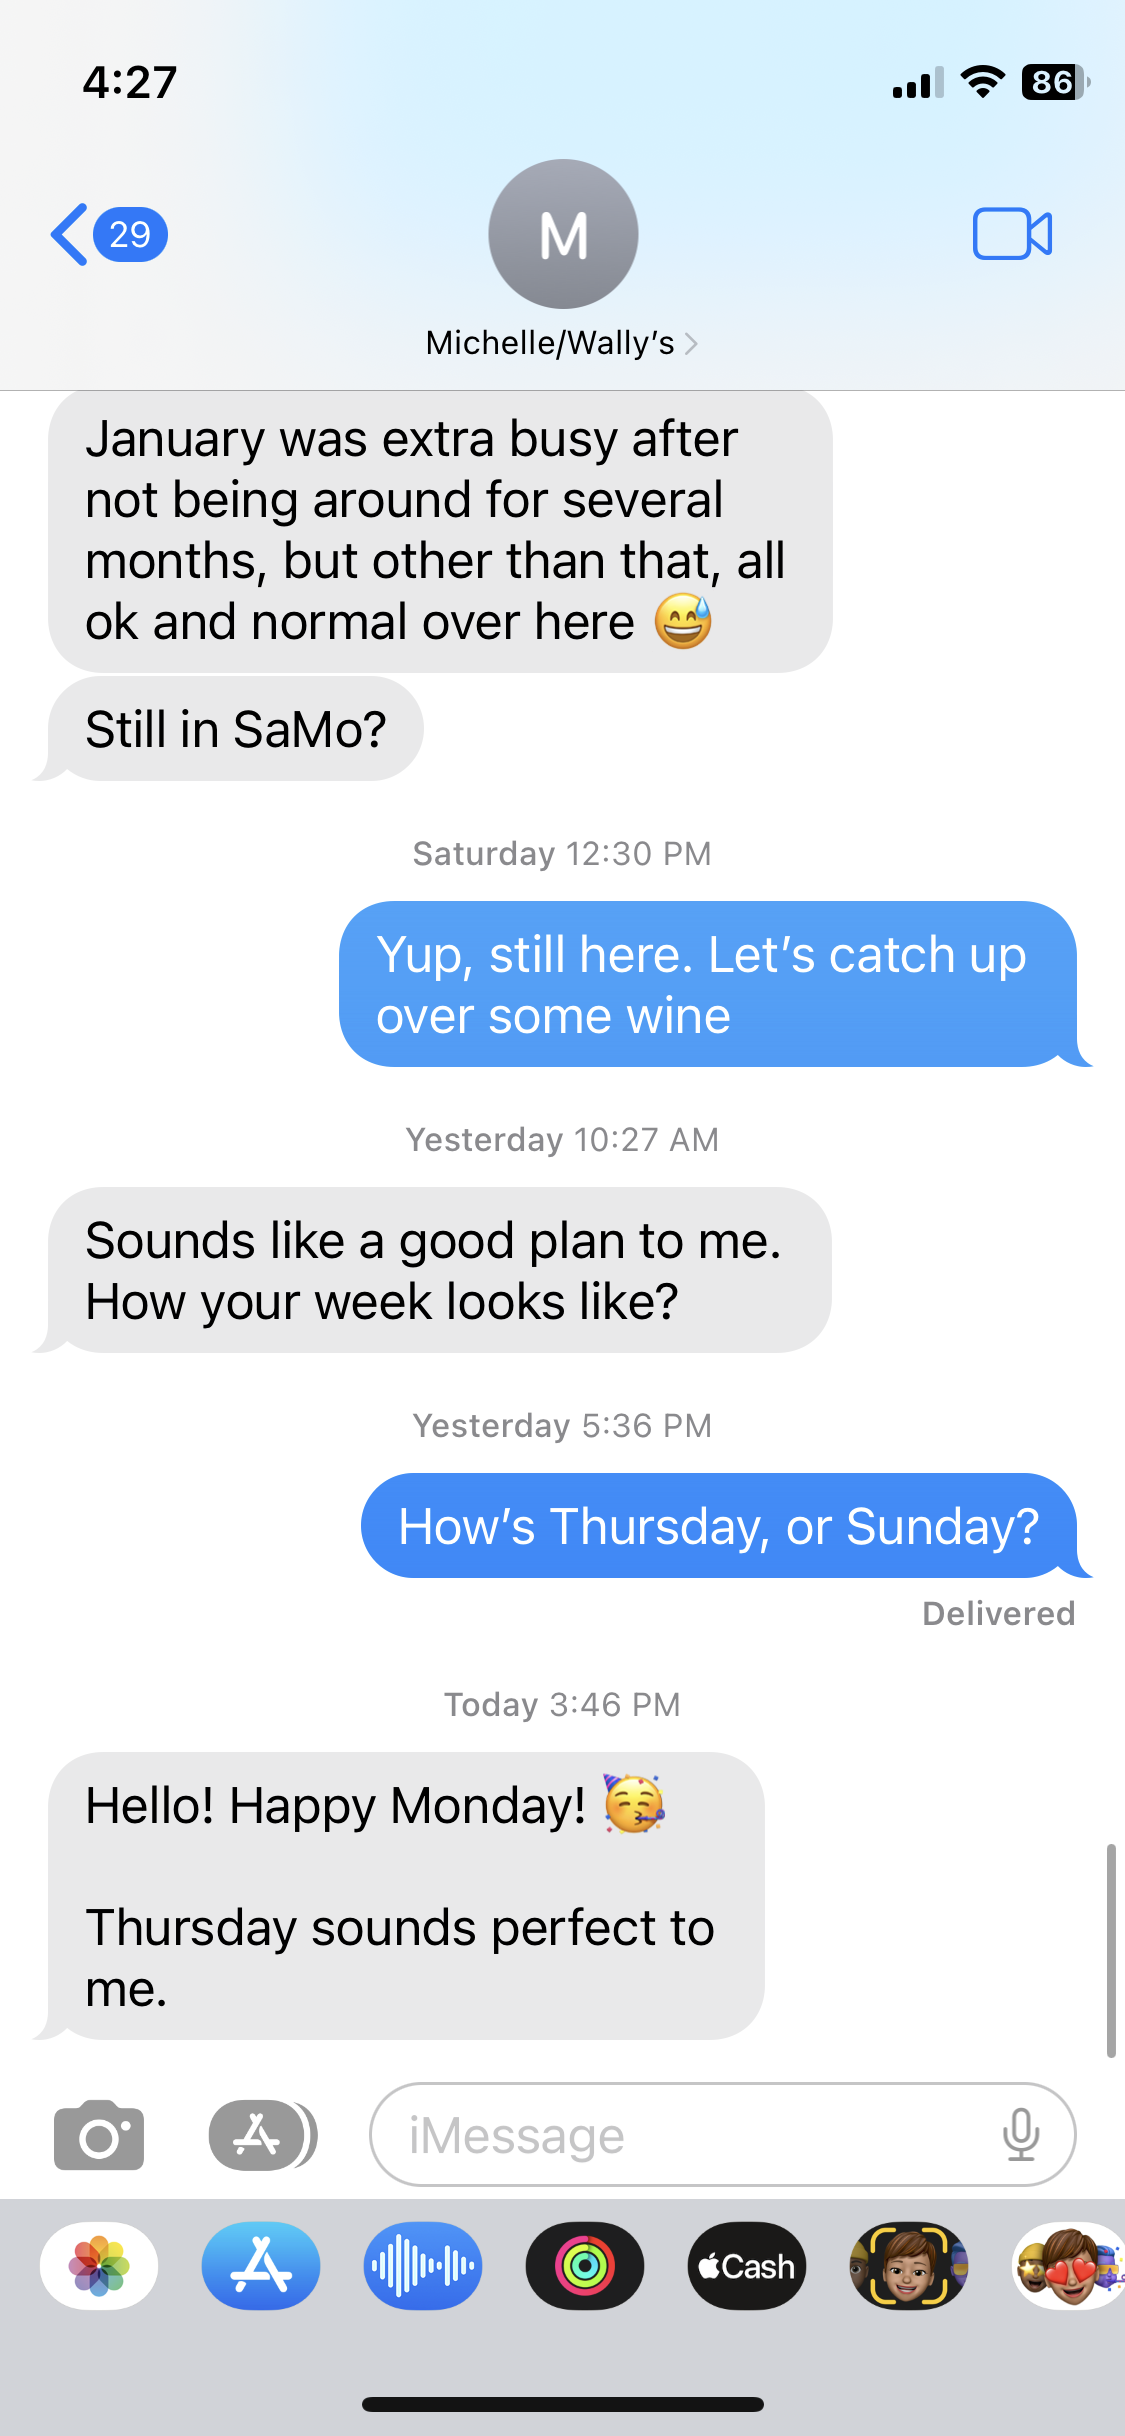 4:27
86
29
M
Michelle/Wally's
January was extra busy after
not being around for several
months, but other than that, all
ok and normal over here 😅
Still in SaMo?
Saturday 12:30 PM
Yup, still here. Let's catch up
over some wine
Yesterday 10:27 AM
Sounds like a good plan to me.
How your week looks like?
Yesterday 5:36 PM
How's Thursday, or Sunday?
Delivered
Today 3:46 PM
Hello! Happy Monday! 🥳
Thursday sounds perfect to
me.
iMessage
Cash